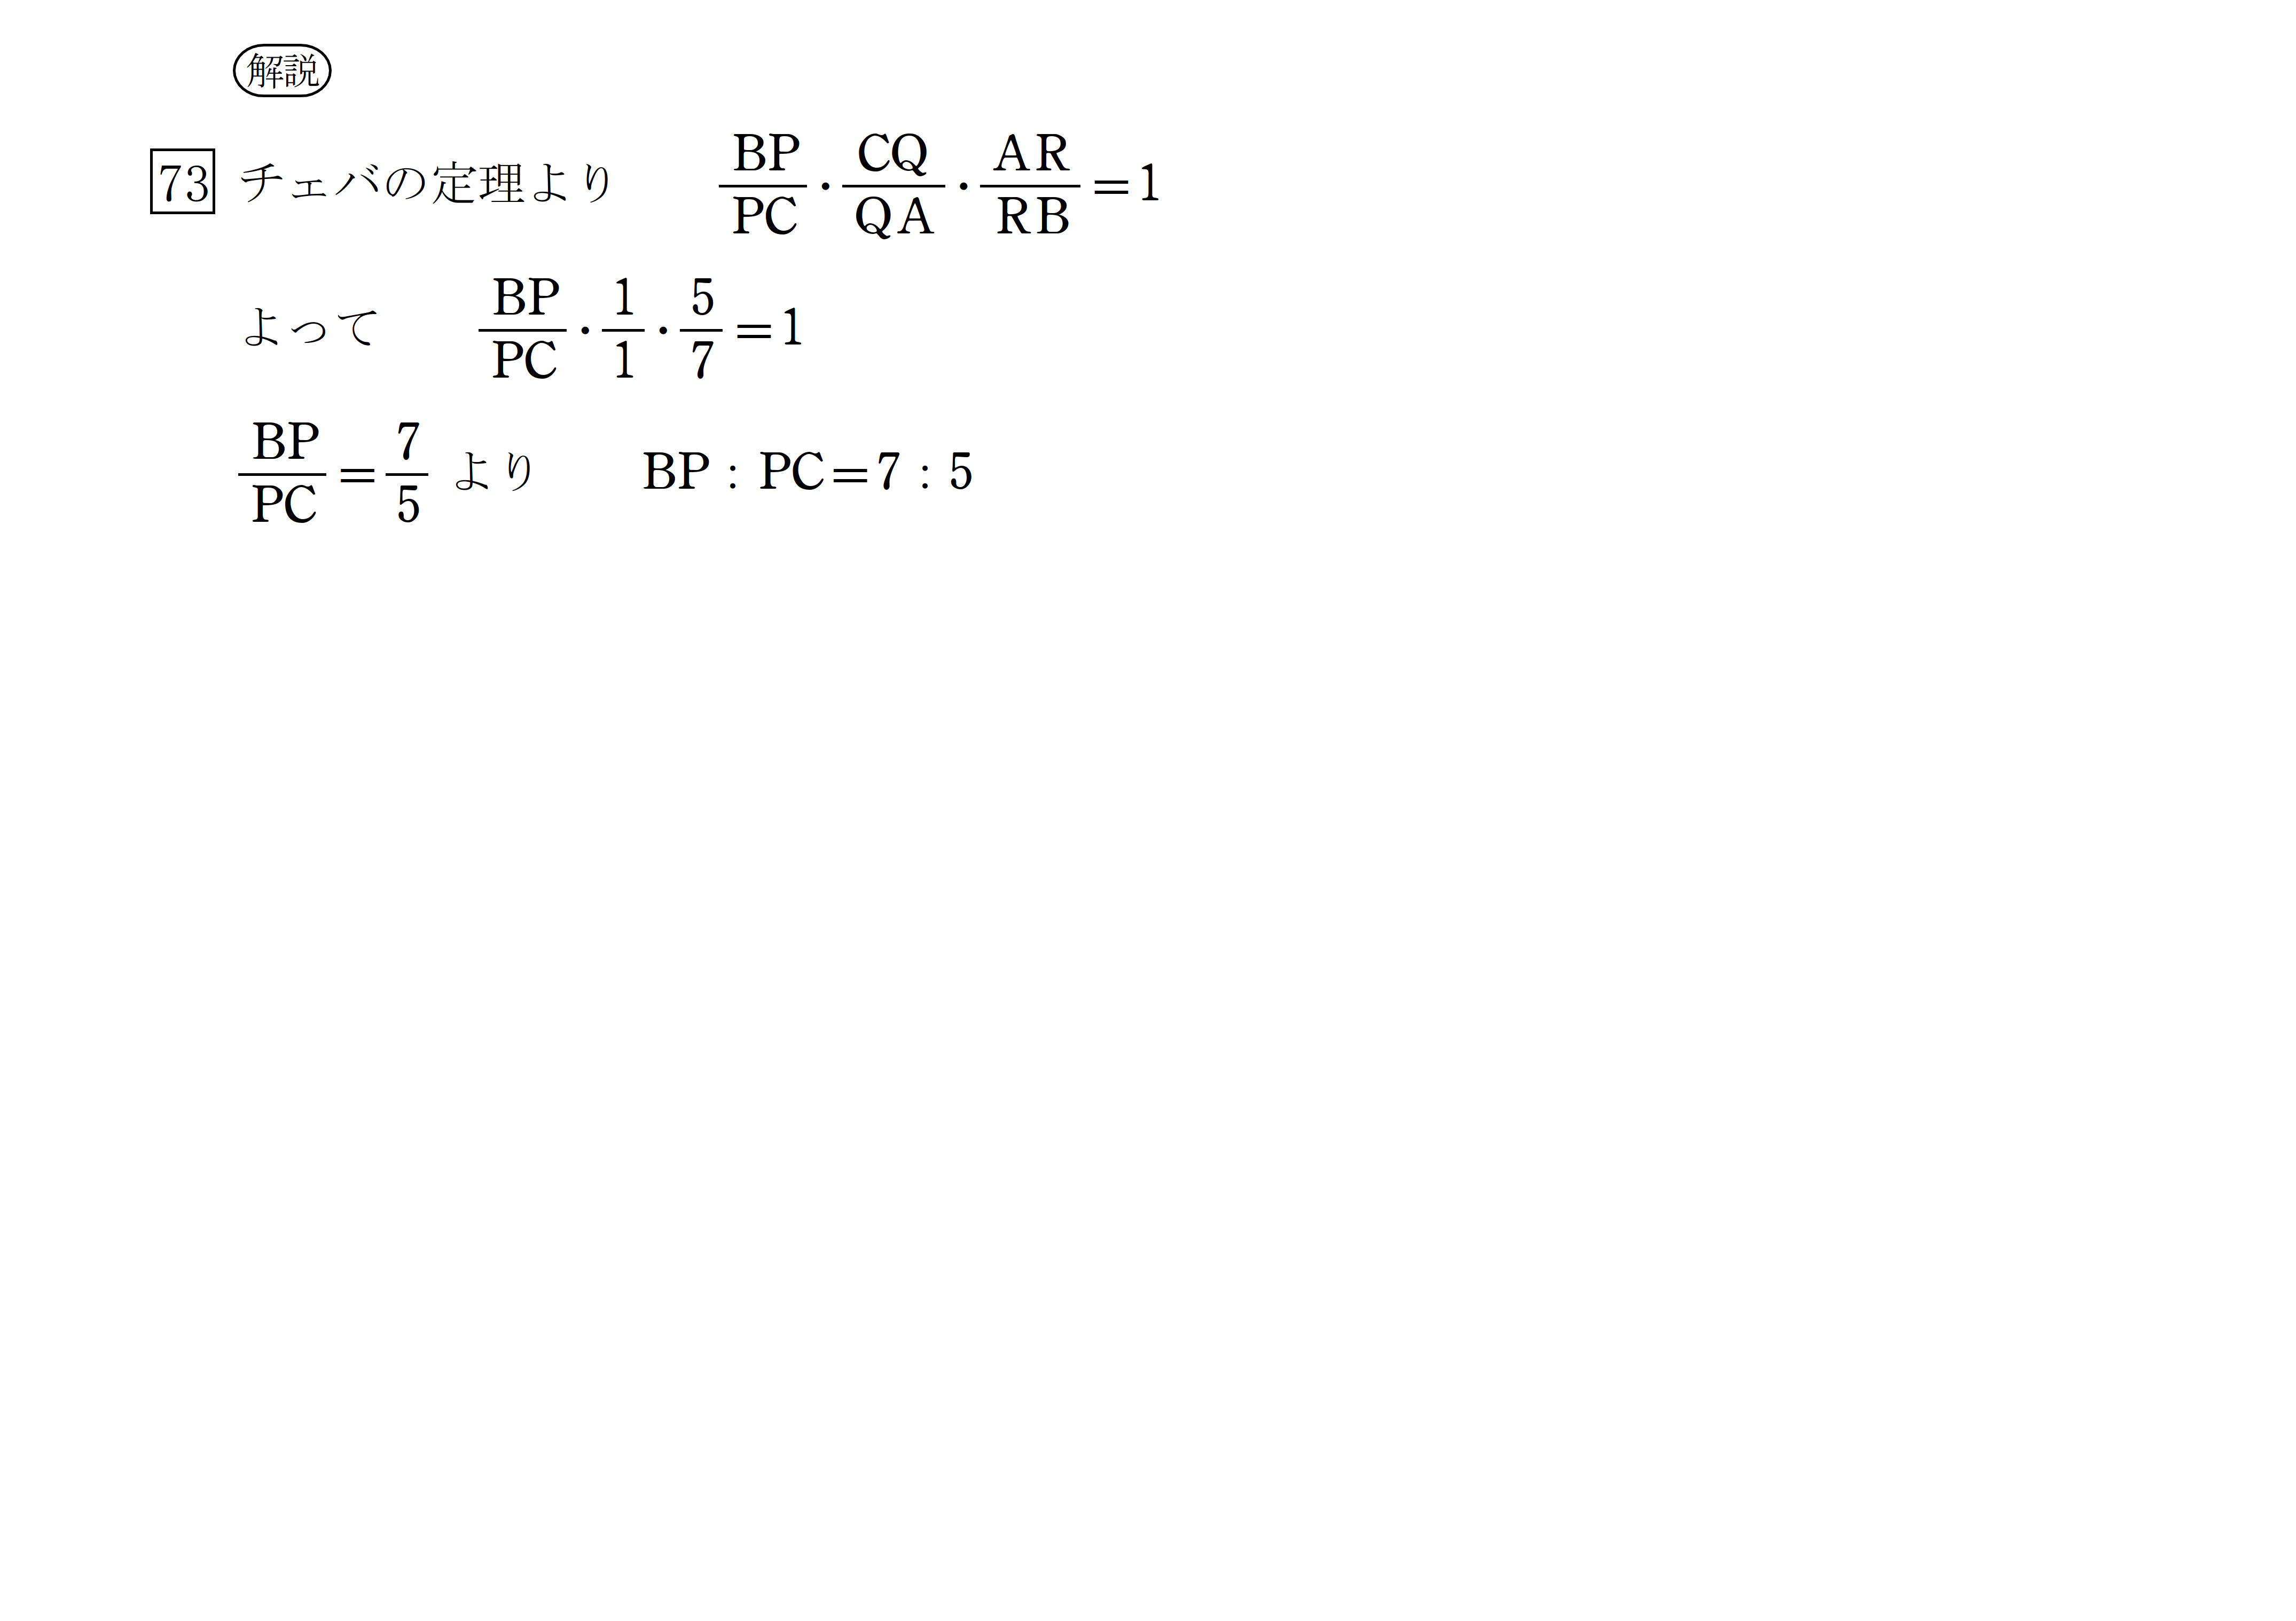 解説
73 チェバの定理より $\frac{BP}{PC}\cdot\frac{CQ}{QA}\cdot\frac{AR}{RB}=1$
よって $\frac{BP}{PC}\cdot\frac{1}{1}\cdot\frac{5}{7}=1$
$\frac{BP}{PC}=\frac{7}{5}$ より BP : PC=7 : 5